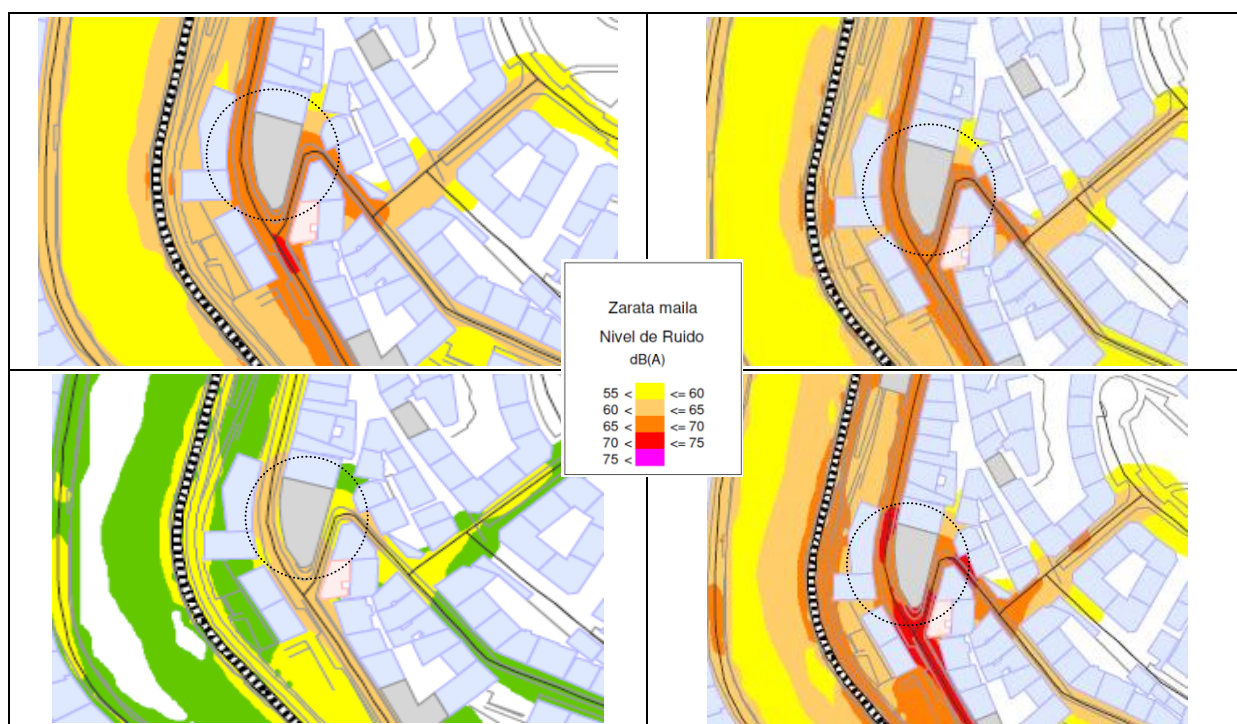 Zarata maila
Nivel de Ruido
dB(A)
55 < <= 60
60 < <= 65
65 < <= 70
70 < <= 75
75 <